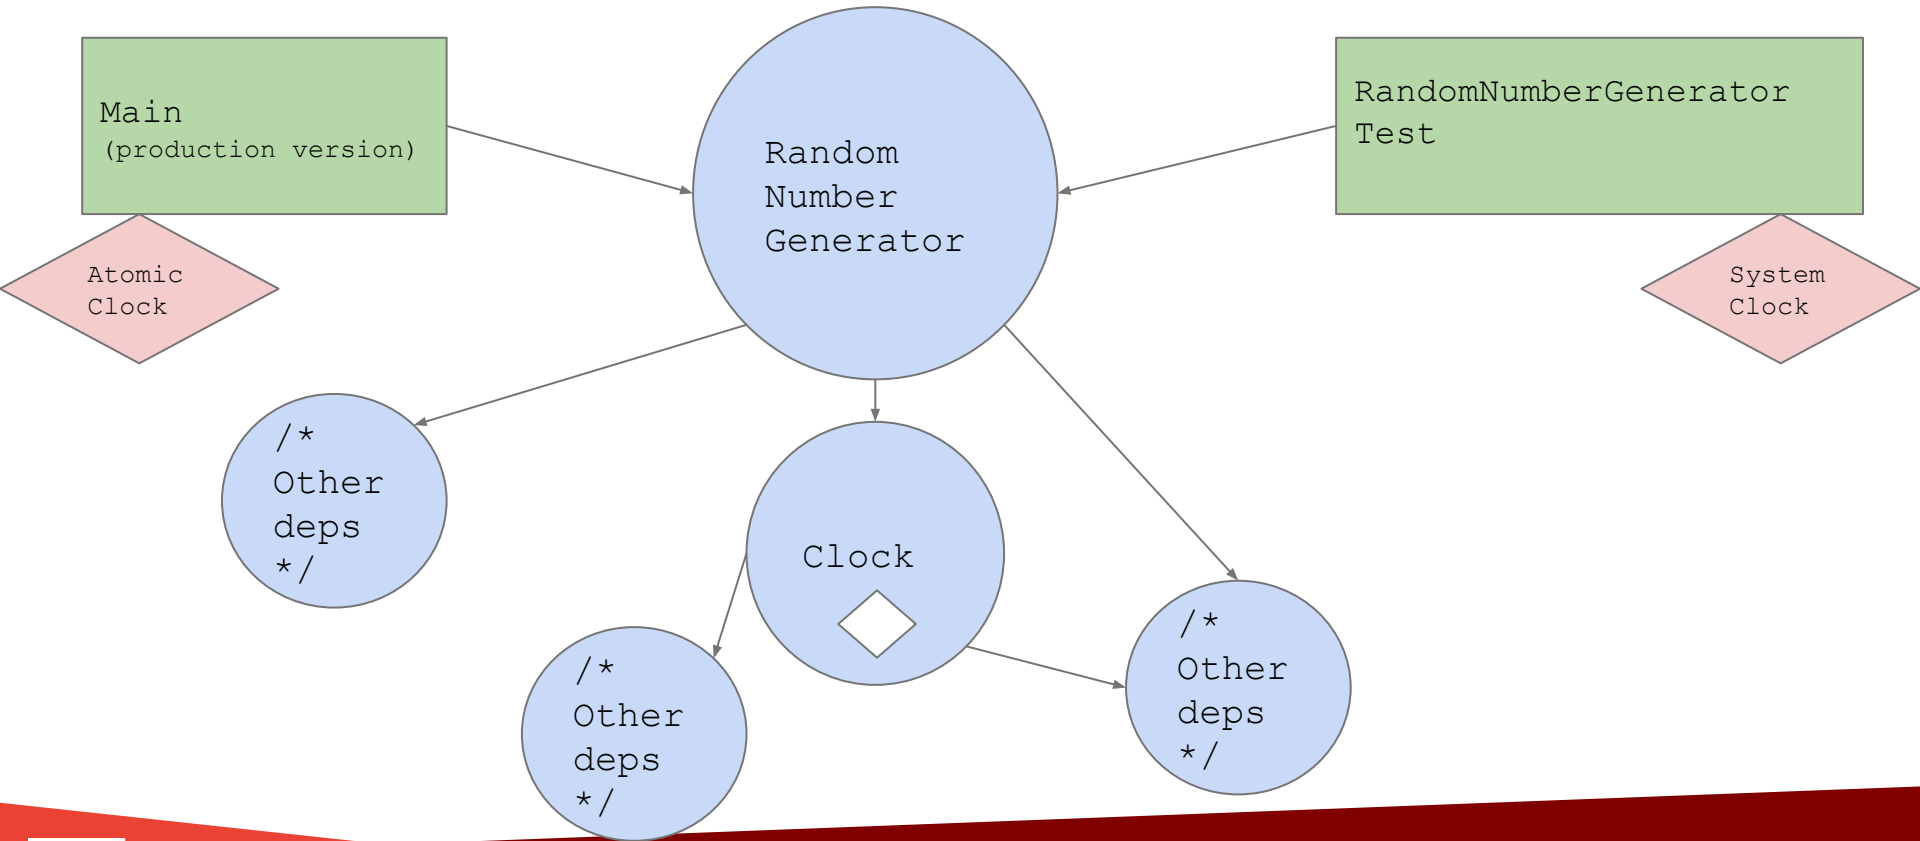 Main
(production version)
Random
Number
Generator
RandomNumberGenerator
Test
Atomic
Clock
System
Clock
/*
Other
deps
*/
Clock
/*
Other
deps
*/
/*
Other
deps
*/